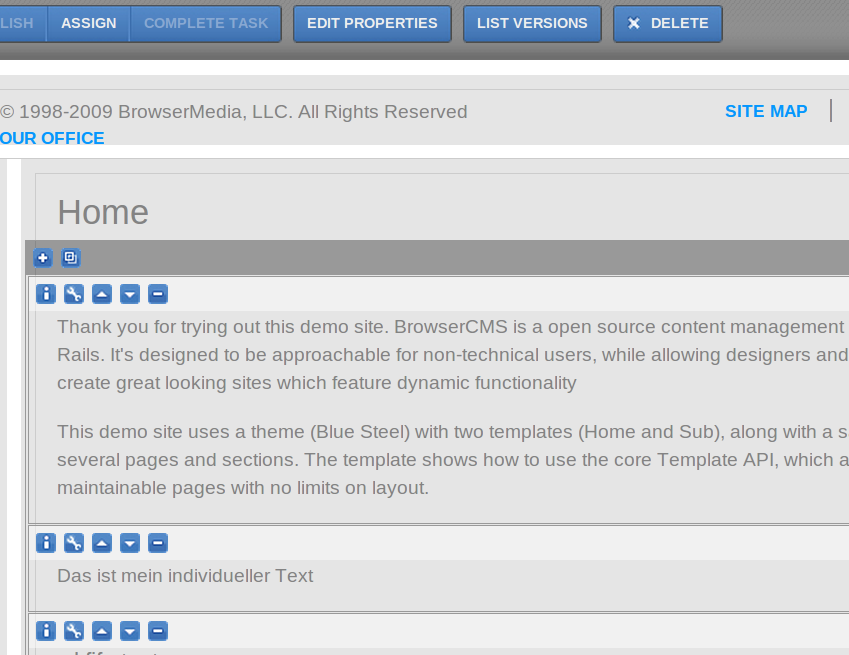 LISH ASSIGN COMPLETE TASK EDIT PROPERTIES LIST VERSIONS DELETE
© 1998-2009 BrowserMedia, LLC. All Rights Reserved SITE MAP |
OUR OFFICE
Home
Thank you for trying out this demo site. BrowserCMS is a open source content management
Rails. It's designed to be approachable for non-technical users, while allowing designers and
create great looking sites which feature dynamic functionality
This demo site uses a theme (Blue Steel) with two templates (Home and Sub), along with a s
several pages and sections. The template shows how to use the core Template API, which a
maintainable pages with no limits on layout.
Das ist mein individueller Text